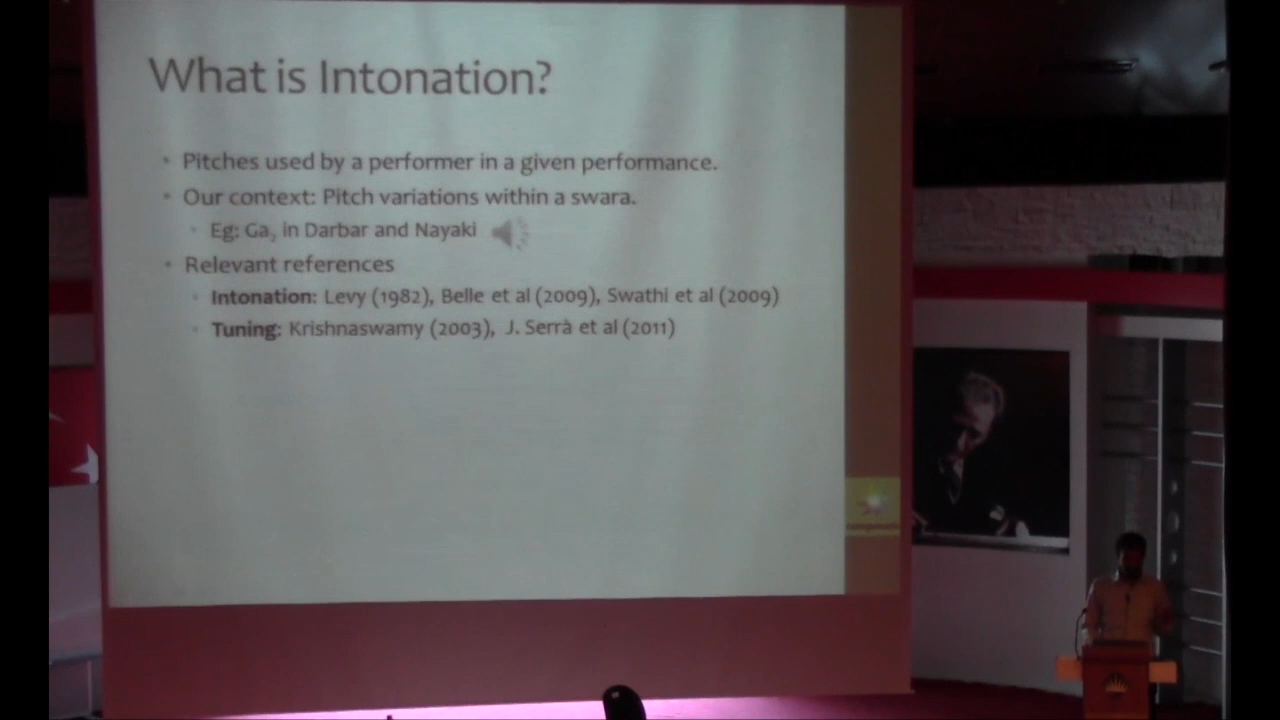 What is Intonation?
• Pitches used by a performer in a given performance.
• Our context: Pitch variations within a swara.
• Eg: Ga₂ in Darbar and Nayaki
• Relevant references
• Intonation: Levy (1982), Belle et al (2009), Swathi et al (2009)
• Tuning: Krishnaswamy (2003), J. Serrà et al (2011)